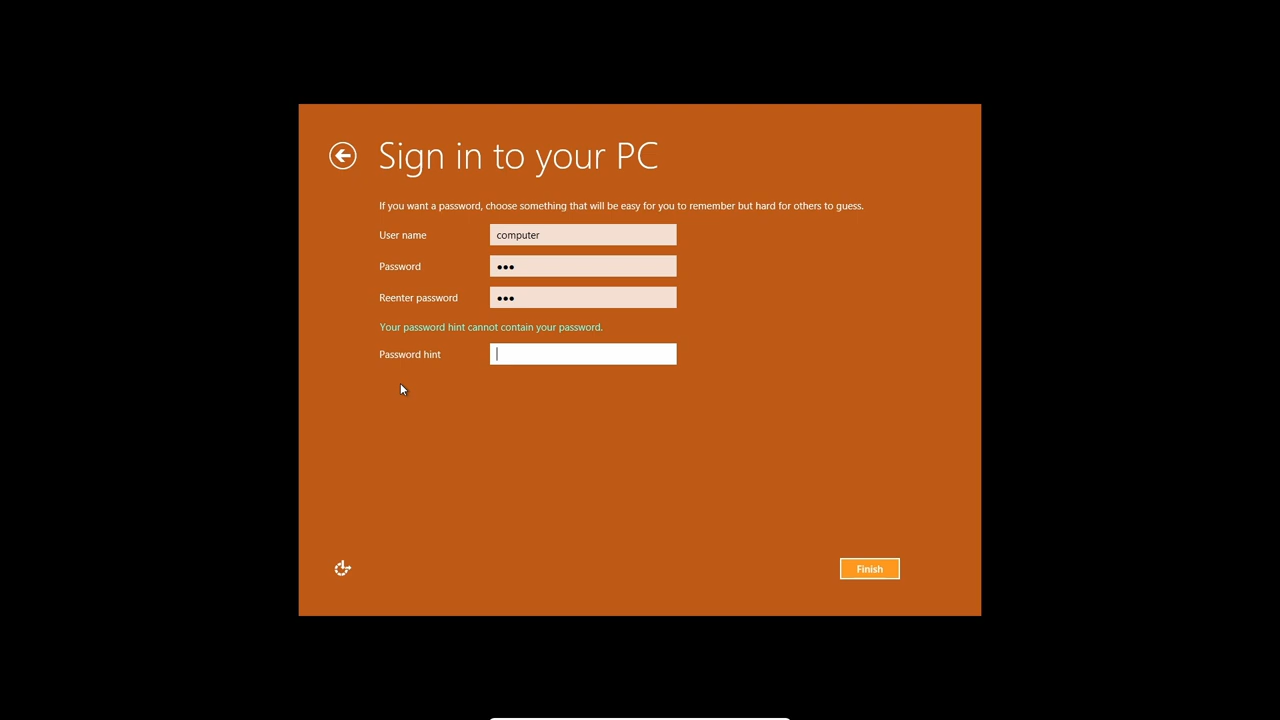 Sign in to your PC
If you want a password, choose something that will be easy for you to remember but hard for others to guess.
User name computer
Password •••
Reenter password •••
Your password hint cannot contain your password.
Password hint
Finish